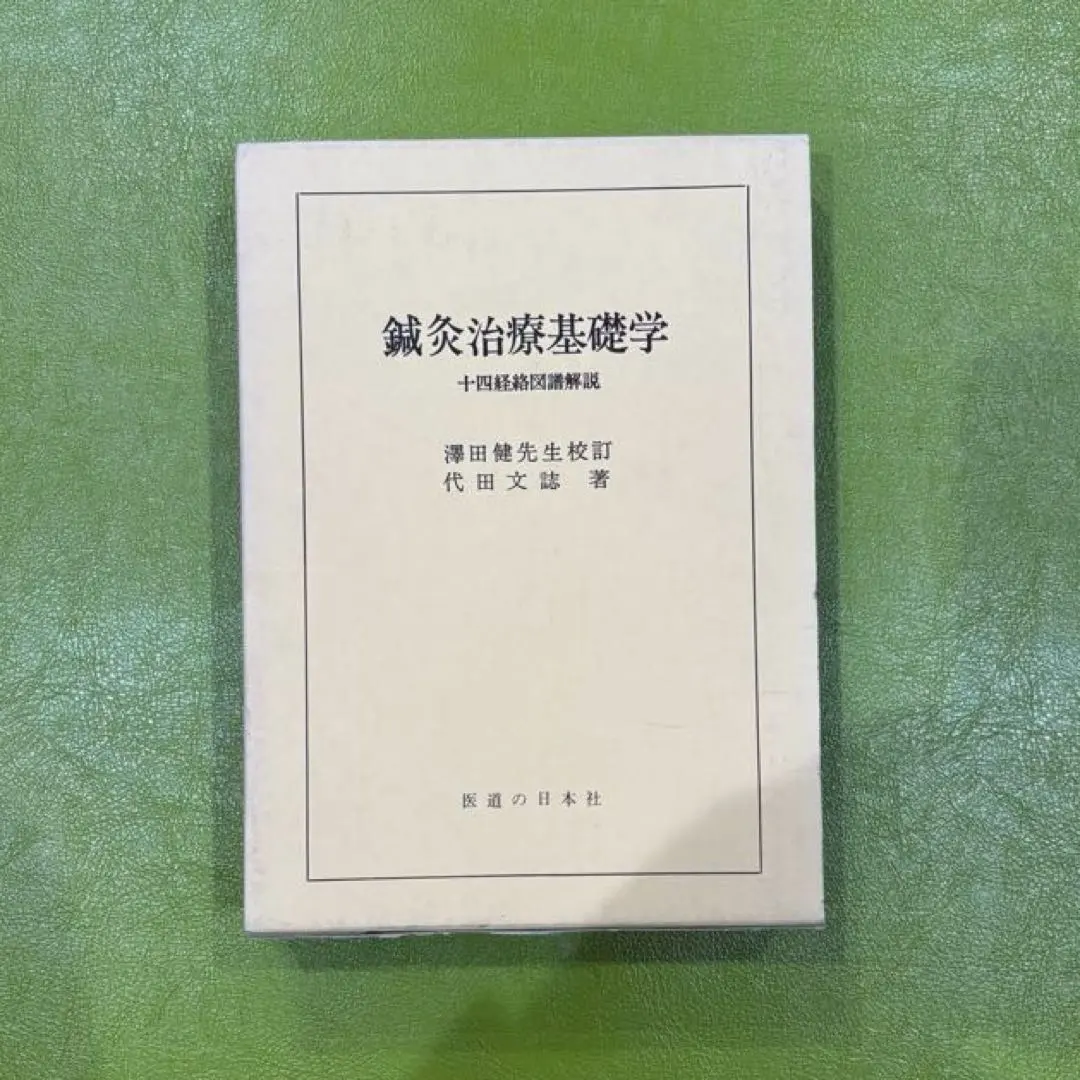 鍼灸治療基礎学
十四経絡図譜解説
澤田健先生校訂
代田文誌 著
医道の日本社